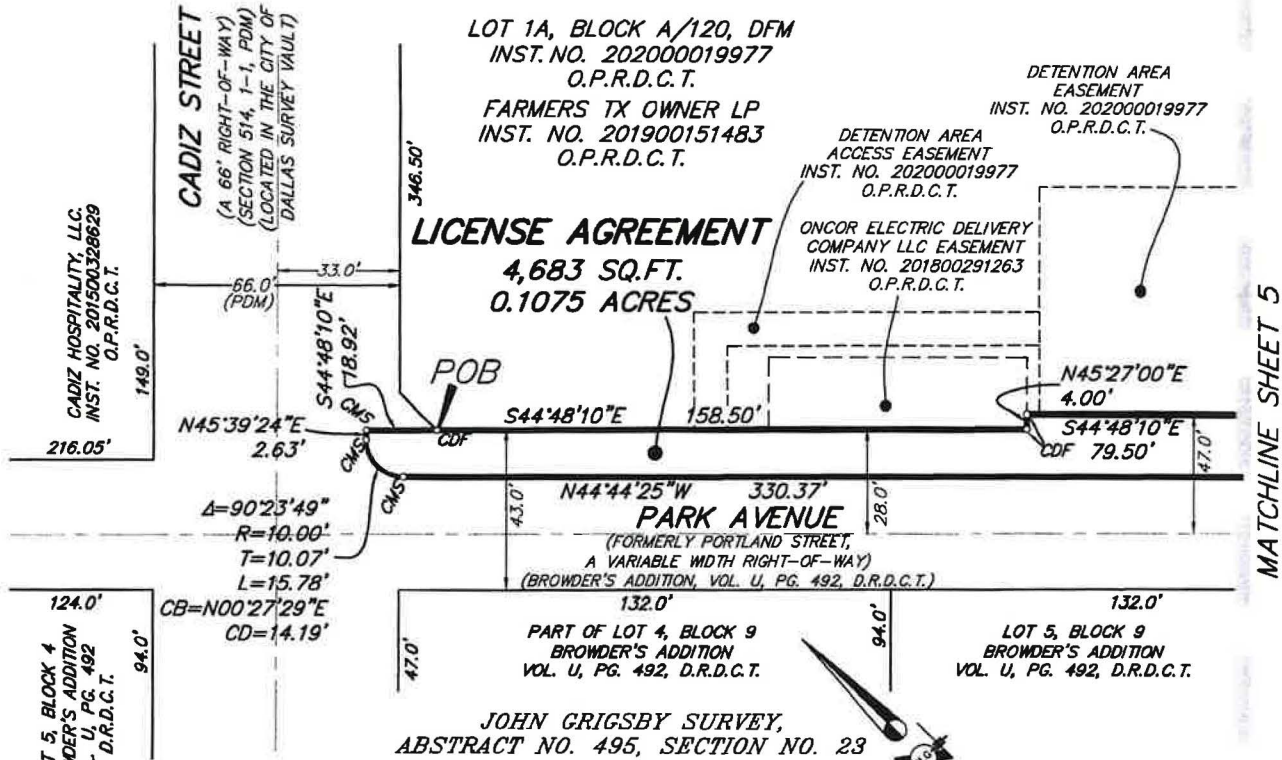 CADIZ STREET
(A 66' RIGHT-OF-WAY)
(SECTION 514, 1-1, PDM)
(LOCATED IN THE CITY OF
DALLAS SURVEY VAULT)
LOT 1A, BLOCK A/120, DFM
INST. NO. 202000019977
O.P.R.D.C.T.
FARMERS TX OWNER LP
INST. NO. 201900151483
O.P.R.D.C.T.
DETENTION AREA
EASEMENT
INST. NO. 202000019977
O.P.R.D.C.T.
DETENTION AREA
ACCESS EASEMENT
INST. NO. 202000019977
O.P.R.D.C.T.
ONCOR ELECTRIC DELIVERY
COMPANY LLC EASEMENT
INST. NO. 201800291263
O.P.R.D.C.T.
346.50'
CADIZ HOSPITALITY, LLC.
INST. NO. 201500328629
O.P.R.D.C.T.
149.0'
216.05'
LICENSE AGREEMENT
4,683 SQ.FT.
0.1075 ACRES
33.0'
66.0'
(PDM)
S44°48'10"E
18.92'
CMS
POB
CDF
S44°48'10"E 158.50'
N45°27'00"E
4.00'
S44°48'10"E
CDF 79.50'
47.0'
MATCHLINE SHEET 5
N45°39'24"E
2.63'
CMS
CMS
Δ=90°23'49"
R=10.00'
T=10.07'
L=15.78'
CB=N00°27'29"E
CD=14.19'
43.0'
N44°44'25"W 330.37'
28.0'
PARK AVENUE
(FORMERLY PORTLAND STREET,
A VARIABLE WIDTH RIGHT-OF-WAY)
(BROWDER'S ADDITION, VOL. U, PG. 492, D.R.D.C.T.)
124.0'
94.0'
T 5, BLOCK 4
DER'S ADDITION
U, PG. 492
D.R.D.C.T.
47.0'
132.0'
PART OF LOT 4, BLOCK 9
BROWDER'S ADDITION
VOL. U, PG. 492, D.R.D.C.T.
94.0'
132.0'
LOT 5, BLOCK 9
BROWDER'S ADDITION
VOL. U, PG. 492, D.R.D.C.T.
JOHN GRIGSBY SURVEY,
ABSTRACT NO. 495, SECTION NO. 23